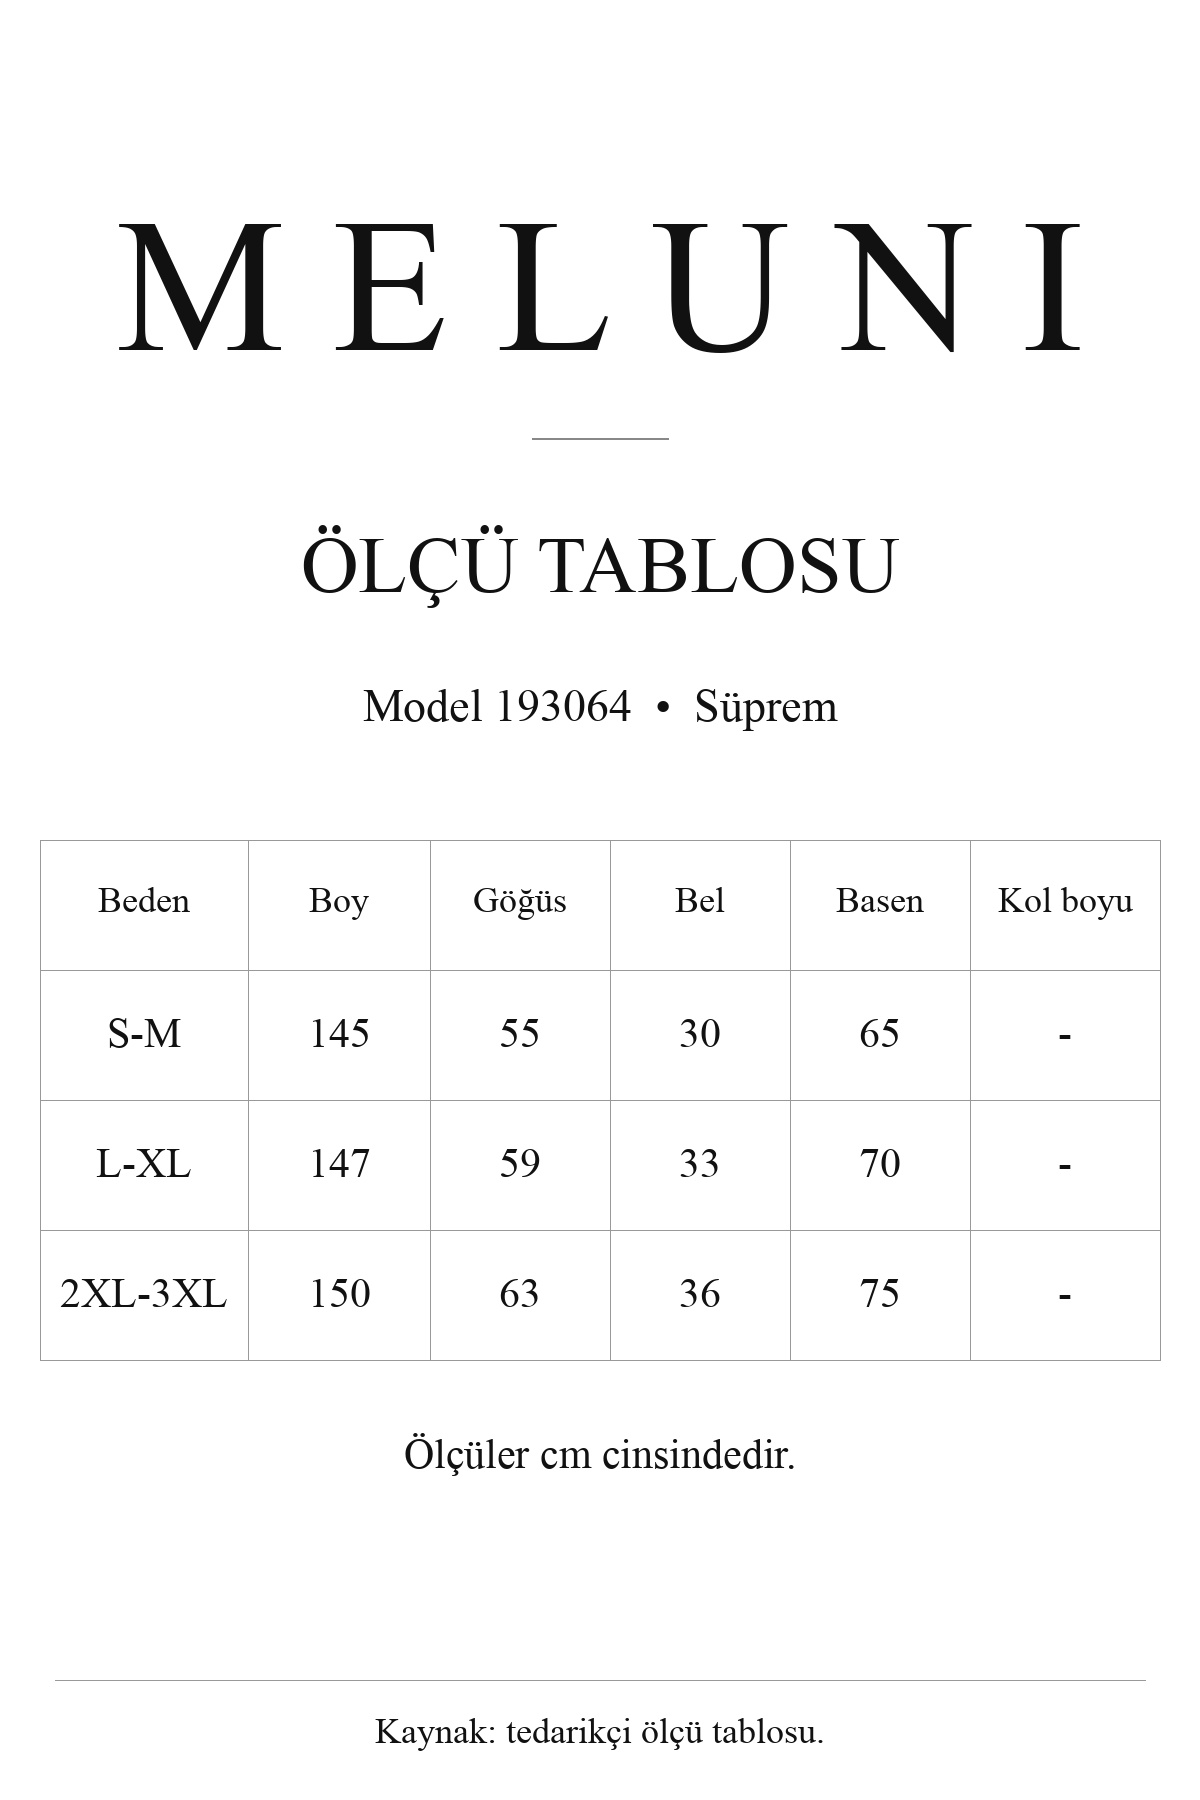 MELUNI
ÖLÇÜ TABLOSU
Model 193064 • Süprem
Beden Boy Göğüs Bel Basen Kol boyu
S-M 145 55 30 65 -
L-XL 147 59 33 70 -
2XL-3XL 150 63 36 75 -
Ölçüler cm cinsindedir.
Kaynak: tedarikçi ölçü tablosu.